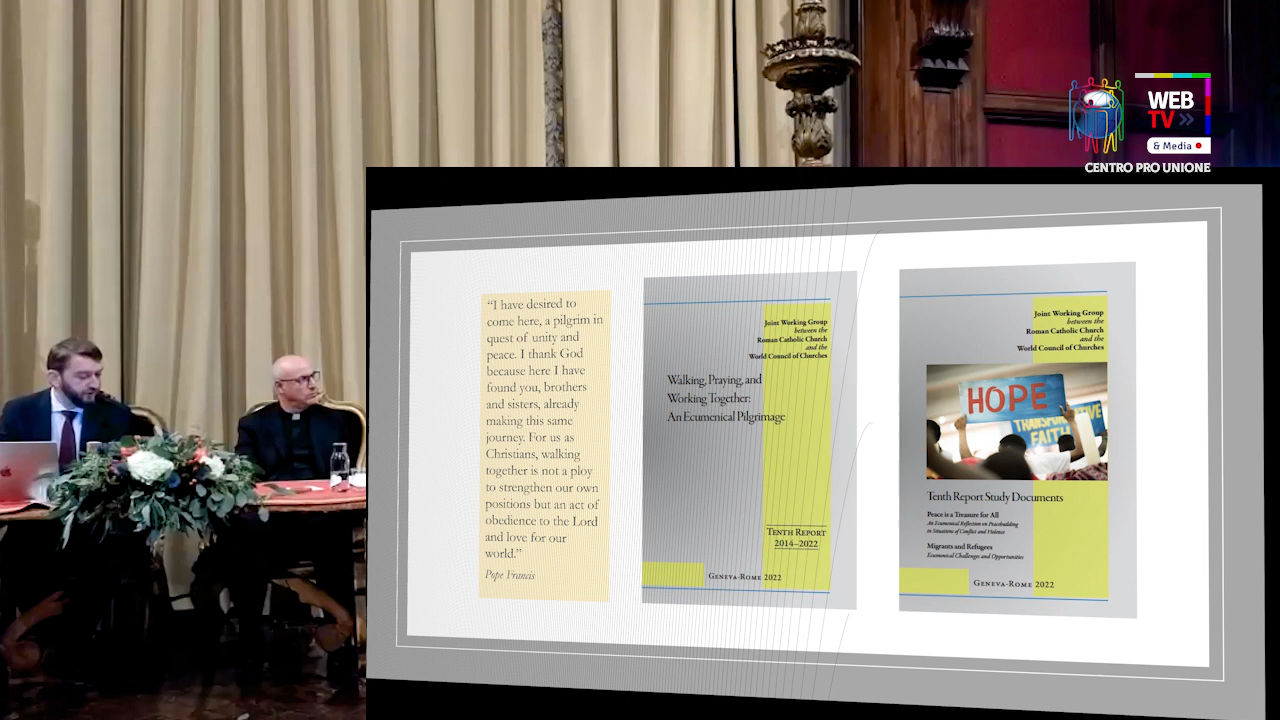 WEB
TV
& Media
CENTRO PRO UNIONE
“I have desired to
come here, a pilgrim in
quest of unity and
peace. I thank God
because here I have
found you, brothers
and sisters, already
making this same
journey. For us as
Christians, walking
together is not a ploy
to strengthen our own
positions but an act of
obedience to the Lord
and love for our
world.”
Pope Francis
Joint Working Group
between the
Roman Catholic Church
and the
World Council of Churches
Walking, Praying, and
Working Together:
An Ecumenical Pilgrimage
Tenth Report
2014–2022
Geneva-Rome 2022
Joint Working Group
between the
Roman Catholic Church
and the
World Council of Churches
HOPE
FAITH
Tenth Report Study Documents
Peace is a Treasure for All
An Ecumenical Reflection on Peacebuilding
in Situations of Conflict and Violence
Migrants and Refugees
Ecumenical Challenges and Opportunities
Geneva-Rome 2022